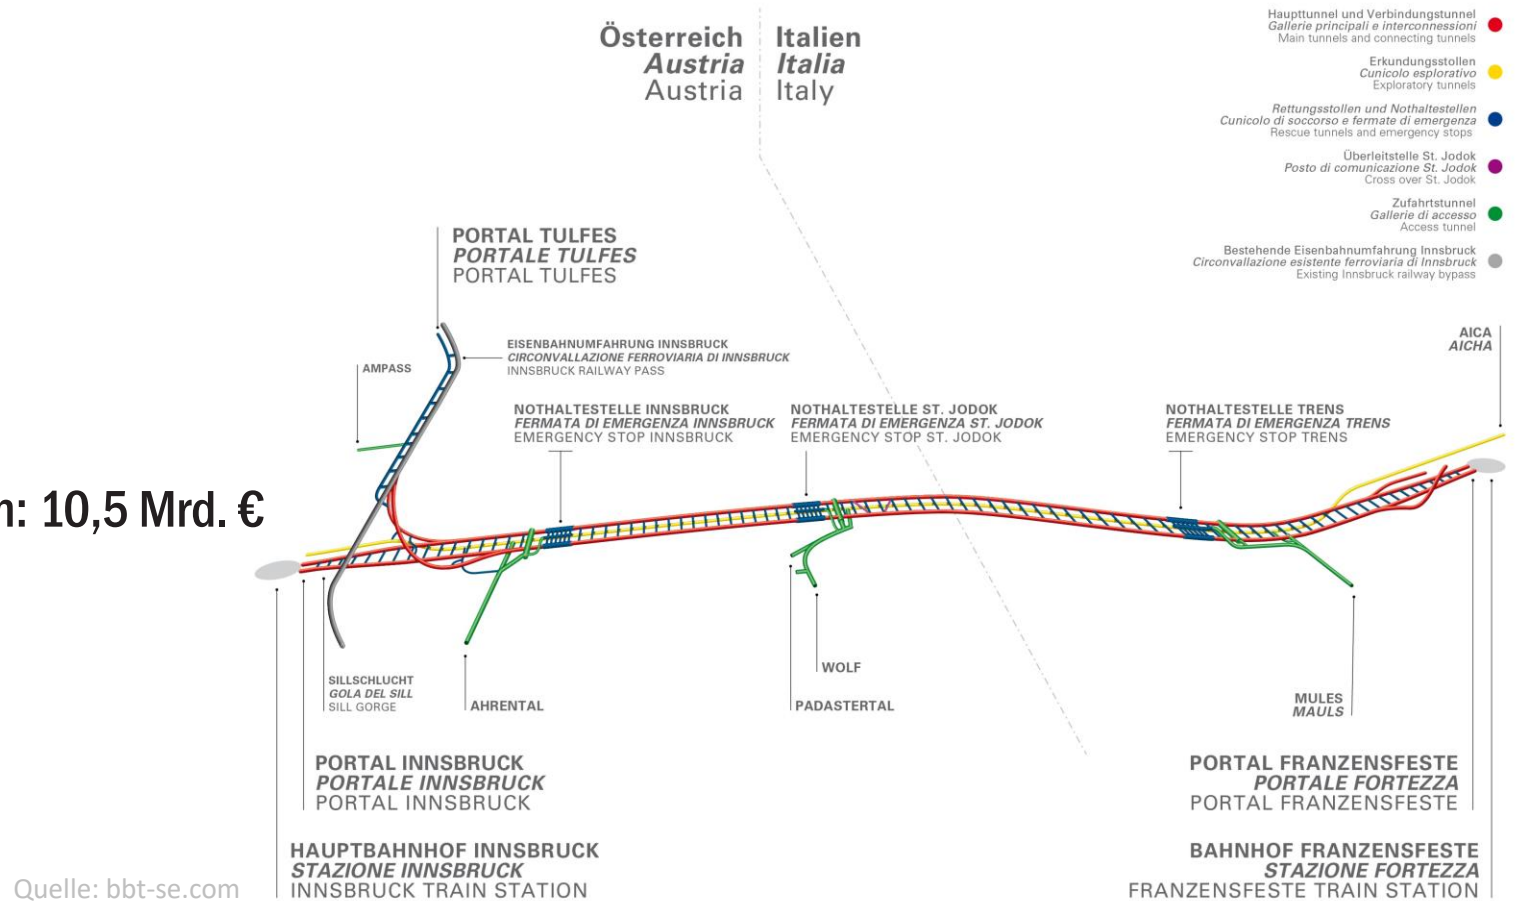 Österreich
Austria
Austria
Italien
Italia
Italy
Haupttunnel und Verbindungstunnel
Gallerie principali e interconnessioni
Main tunnels and connecting tunnels
Erkundungsstollen
Cunicolo esplorativo
Exploratory tunnels
Rettungsstollen und Nothaltestellen
Cunicolo di soccorso e fermate di emergenza
Rescue tunnels and emergency stops
Überleitstelle St. Jodok
Posto di comunicazione St. Jodok
Cross over St. Jodok
Zufahrtstunnel
Gallerie di accesso
Access tunnel
Bestehende Eisenbahnumfahrung Innsbruck
Circonvallazione esistente ferroviaria di Innsbruck
Existing Innsbruck railway bypass
PORTAL TULFES
PORTALE TULFES
PORTAL TULFES
AICA
AICHA
EISENBAHNUMFAHRUNG INNSBRUCK
CIRCONVALLAZIONE FERROVIARIA DI INNSBRUCK
INNSBRUCK RAILWAY PASS
AMPASS
NOTHALTESTELLE INNSBRUCK
FERMATA DI EMERGENZA INNSBRUCK
EMERGENCY STOP INNSBRUCK
NOTHALTESTELLE ST. JODOK
FERMATA DI EMERGENZA ST. JODOK
EMERGENCY STOP ST. JODOK
NOTHALTESTELLE TRENS
FERMATA DI EMERGENZA TRENS
EMERGENCY STOP TRENS
n: 10,5 Mrd. €
SILLSCHLUCHT
GOLA DEL SILL
SILL GORGE
AHRENTAL
WOLF
PADASTERTAL
MULES
MAULS
PORTAL INNSBRUCK
PORTALE INNSBRUCK
PORTAL INNSBRUCK
PORTAL FRANZENSFESTE
PORTALE FORTEZZA
PORTAL FRANZENSFESTE
HAUPTBAHNHOF INNSBRUCK
STAZIONE INNSBRUCK
INNSBRUCK TRAIN STATION
BAHNHOF FRANZENSFESTE
STAZIONE FORTEZZA
FRANZENSFESTE TRAIN STATION
Quelle: bbt-se.com